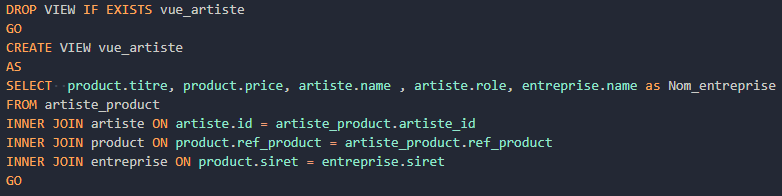 DROP VIEW IF EXISTS vue_artiste
GO
CREATE VIEW vue_artiste
AS
SELECT  product.titre, product.price, artiste.name , artiste.role, entreprise.name as Nom_entreprise
FROM artiste_product
INNER JOIN artiste ON artiste.id = artiste_product.artiste_id
INNER JOIN product ON product.ref_product = artiste_product.ref_product
INNER JOIN entreprise ON product.siret = entreprise.siret
GO